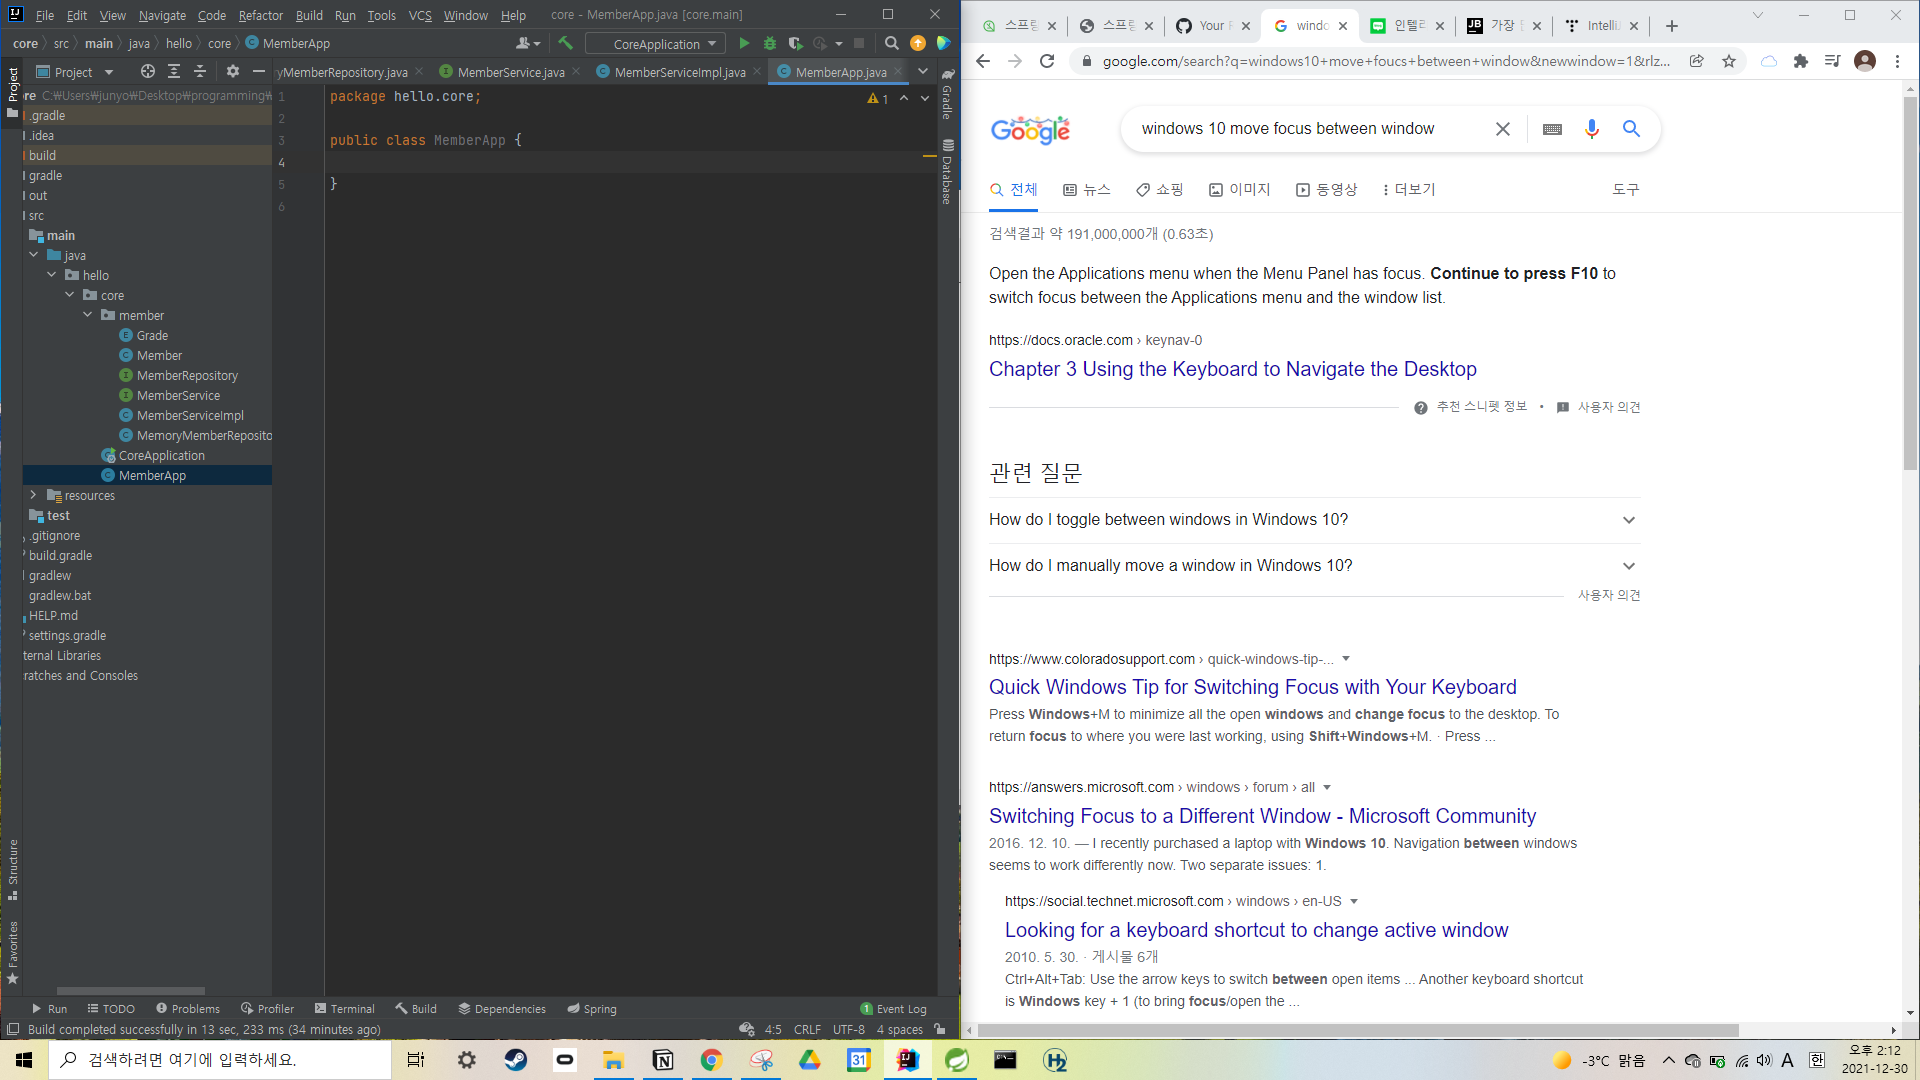 File Edit View Navigate Code Refactor Build Run Tools VCS Window Help core - MemberApp.java [core.main]
core src main java hello core MemberApp CoreApplication
Project yMemberRepository.java MemberService.java MemberServiceImpl.java MemberApp.java
Project
Structure
Favorites
Gradle
Database
re C:₩Users₩junyo₩Desktop₩programming₩
.gradle
.idea
build
gradle
out
src
main
java
hello
core
member
Grade
Member
MemberRepository
MemberService
MemberServiceImpl
MemoryMemberReposito
CoreApplication
MemberApp
resources
test
.gitignore
build.gradle
gradlew
gradlew.bat
HELP.md
settings.gradle
ternal Libraries
ratches and Consoles
1 package hello.core;
2
3 public class MemberApp {
4
5 }
6
1
Run TODO Problems Profiler Terminal Build Dependencies Spring 1 Event Log
Build completed successfully in 13 sec, 233 ms (34 minutes ago) 4:5 CRLF UTF-8 4 spaces
스프링 스프링 Your windo 인텔리 가장 IntelliJ
google.com/search?q=windows10+move+foucs+between+window&newwindow=1&rlz...
Google windows 10 move focus between window
전체 뉴스 쇼핑 이미지 동영상 더보기 도구
검색결과 약 191,000,000개 (0.63초)
Open the Applications menu when the Menu Panel has focus. Continue to press F10 to
switch focus between the Applications menu and the window list.
https://docs.oracle.com › keynav-0
Chapter 3 Using the Keyboard to Navigate the Desktop
추천 스니펫 정보 • 사용자 의견
관련 질문
How do I toggle between windows in Windows 10?
How do I manually move a window in Windows 10?
사용자 의견
https://www.coloradosupport.com › quick-windows-tip-...
Quick Windows Tip for Switching Focus with Your Keyboard
Press Windows+M to minimize all the open windows and change focus to the desktop. To
return focus to where you were last working, using Shift+Windows+M. · Press ...
https://answers.microsoft.com › windows › forum › all
Switching Focus to a Different Window - Microsoft Community
2016. 12. 10. — I recently purchased a laptop with Windows 10. Navigation between windows
seems to work differently now. Two separate issues: 1.
https://social.technet.microsoft.com › windows › en-US
Looking for a keyboard shortcut to change active window
2010. 5. 30. · 게시물 6개
Ctrl+Alt+Tab: Use the arrow keys to switch between open items ... Another keyboard shortcut
is Windows key + 1 (to bring focus/open the ...
검색하려면 여기에 입력하세요.
31
-3°C 맑음 A 한
오후 2:12
2021-12-30